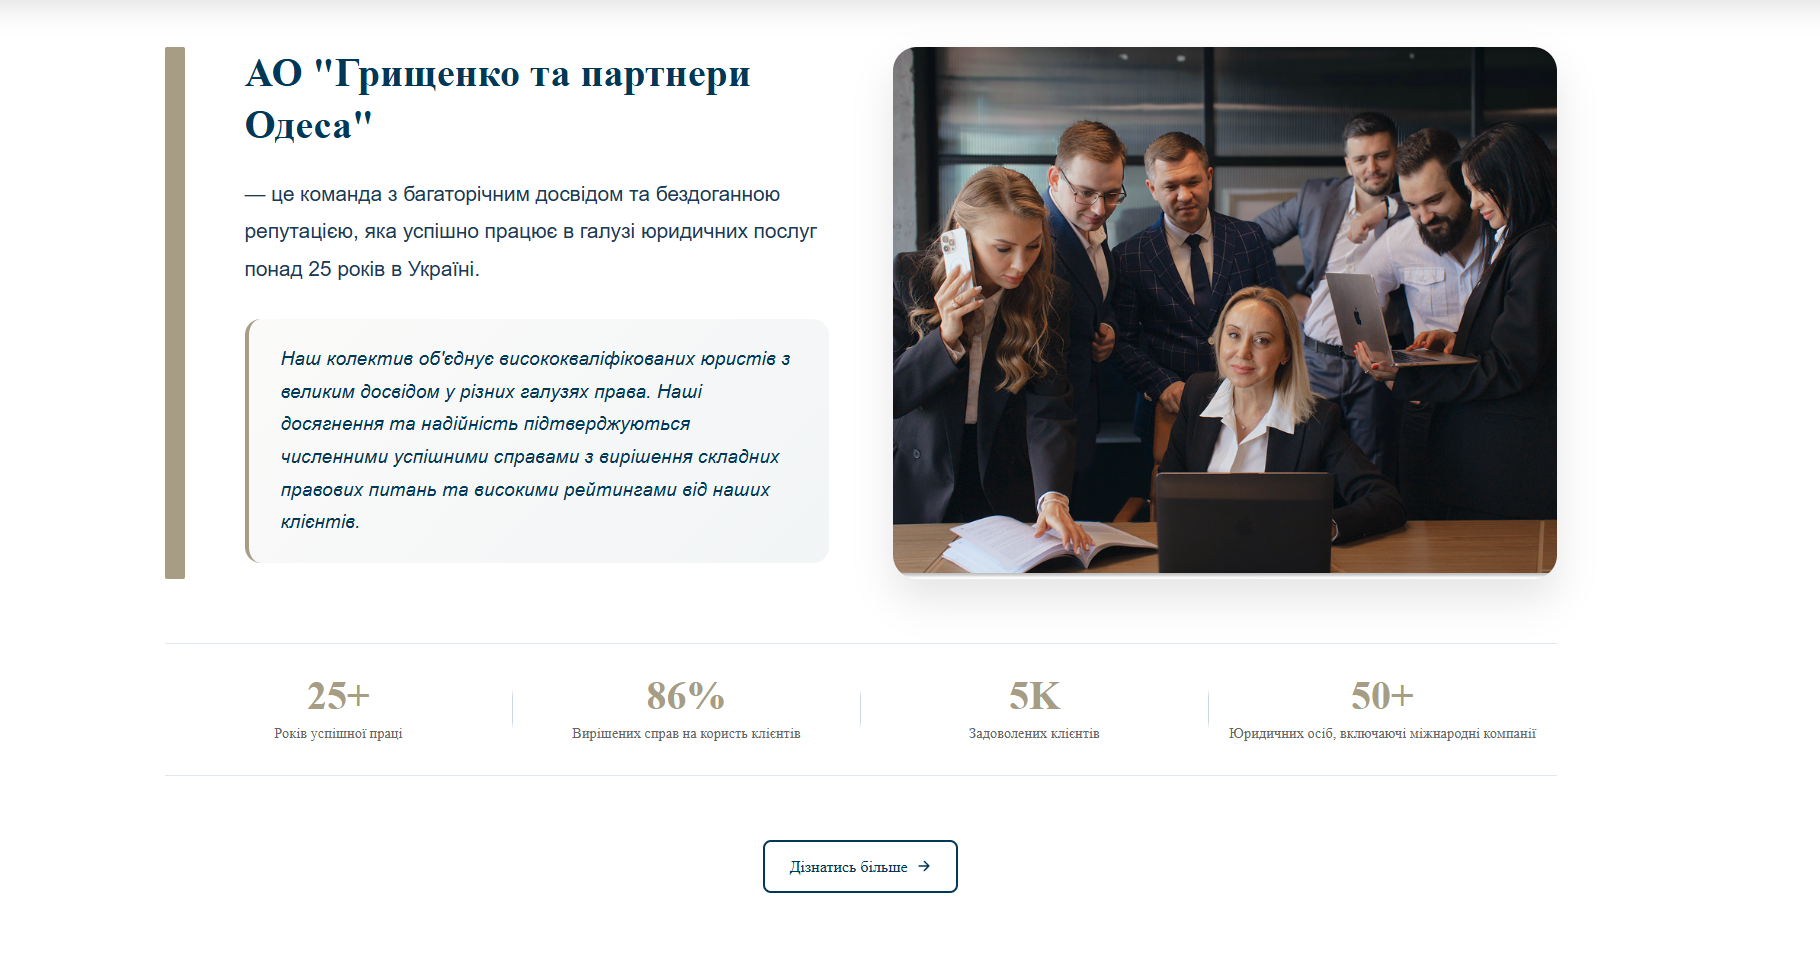 АО "Грищенко та партнери
Одеса"
— це команда з багаторічним досвідом та бездоганною
репутацією, яка успішно працює в галузі юридичних послуг
понад 25 років в Україні.
Наш колектив об'єднує висококваліфікованих юристів з
великим досвідом у різних галузях права. Наші
досягнення та надійність підтверджуються
численними успішними справами з вирішення складних
правових питань та високими рейтингами від наших
клієнтів.
25+
Років успішної праці
86%
Вирішених справ на користь клієнтів
5K
Задоволених клієнтів
50+
Юридичних осіб, включаючі міжнародні компанії
Дізнатись більше →